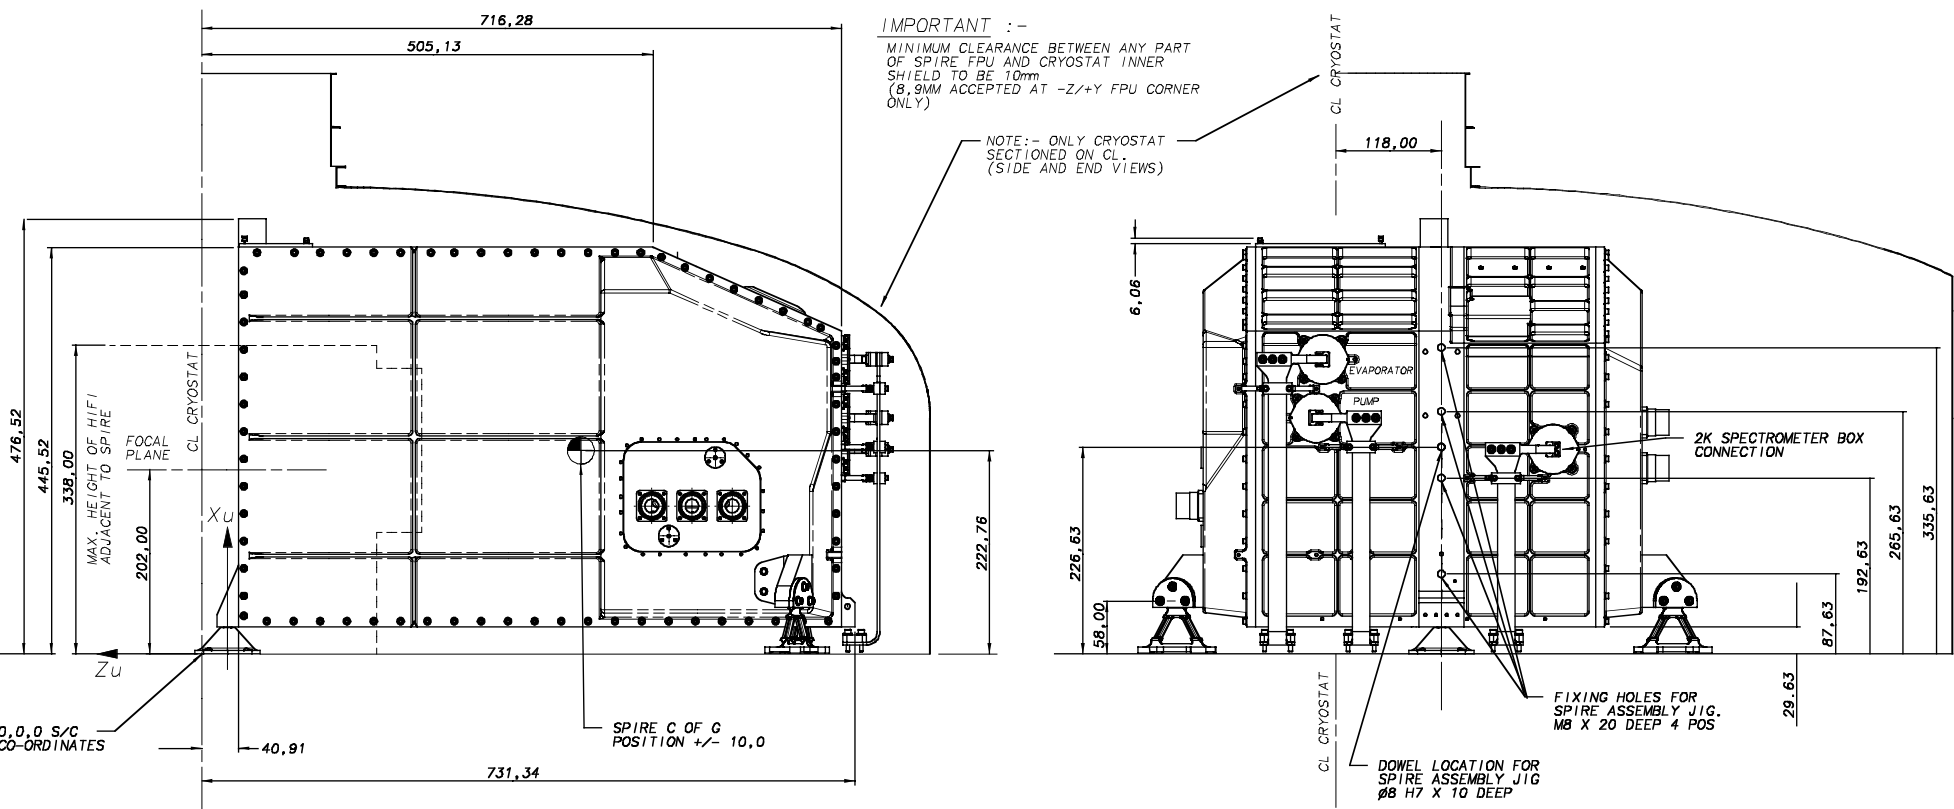 716,28
505,13
IMPORTANT :-
MINIMUM CLEARANCE BETWEEN ANY PART
OF SPIRE FPU AND CRYOSTAT INNER
SHIELD TO BE 10mm
(8,9MM ACCEPTED AT -Z/+Y FPU CORNER
ONLY)
NOTE:- ONLY CRYOSTAT
SECTIONED ON CL.
(SIDE AND END VIEWS)
CL CRYOSTAT
118,00
6,06
476,52
445,52
338,00
MAX. HEIGHT OF HIFI
ADJACENT TO SPIRE
202,00
FOCAL
PLANE
CL CRYOSTAT
Xu
Zu
222,76
EVAPORATOR
PUMP
2K SPECTROMETER BOX
CONNECTION
226,63
58,00
335,63
265,63
192,63
87,63
29.63
0,0,0 S/C
CO-ORDINATES
40,91
731,34
SPIRE C OF G
POSITION +/- 10,0
CL CRYOSTAT
FIXING HOLES FOR
SPIRE ASSEMBLY JIG.
M8 X 20 DEEP 4 POS
DOWEL LOCATION FOR
SPIRE ASSEMBLY JIG
Ø8 H7 X 10 DEEP